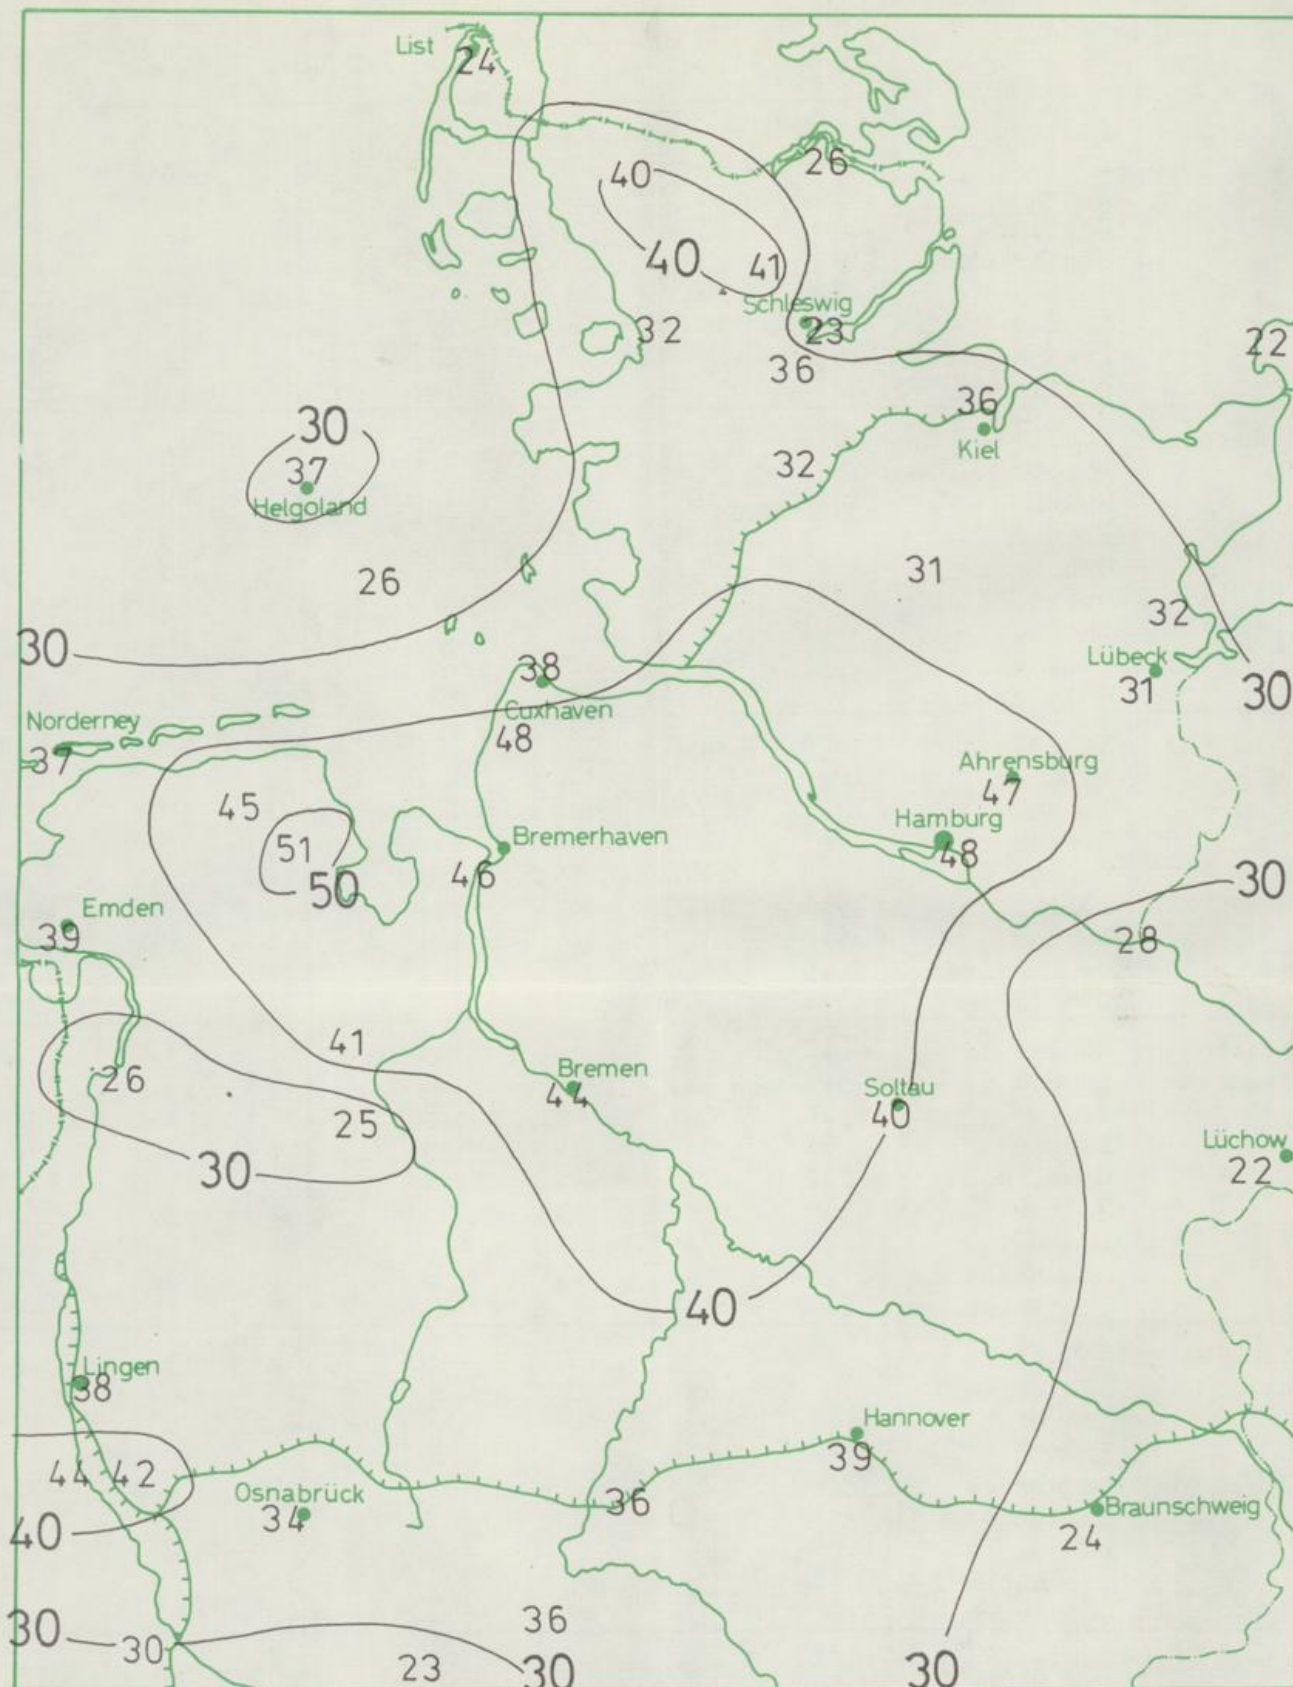 List
24
26
40
40
41
Schleswig
23
32
22
36
36
Kiel
30
37
Helgoland
32
26
31
32
30
Lübeck
31
30
38
Cuxhaven
Norderney
48
37
Ahrensburg
47
45
Hamburg
51
Bremerhaven
48
46
50
30
Emden
39
28
41
Bremen
26
44
Soltau
40
25
Lüchow
22
30
40
Lingen
38
Hannover
39
44
42
Osnabrück
34
36
Braunschweig
24
40
36
30
30
23
30
30